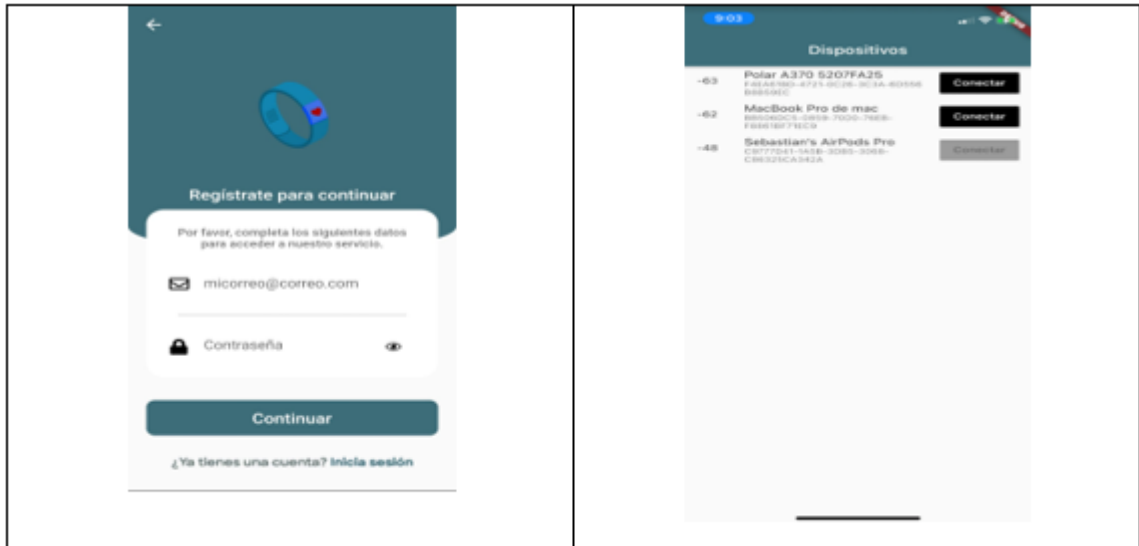 Regístrate para continuar
Por favor, completa los siguientes datos
para acceder a nuestro servicio.
micorreo@correo.com
Contraseña
Continuar
¿Ya tienes una cuenta? Inicia sesión
9:03
Dispositivos
-63 Polar A370 5207FA25 Conectar
-62 MacBook Pro de mac Conectar
-48 Sebastian's AirPods Pro Conectar